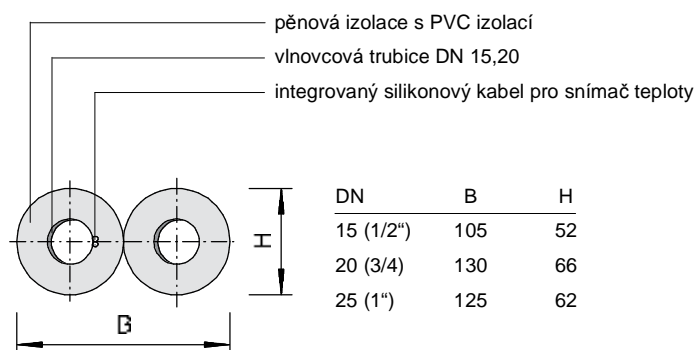 pěnová izolace s PVC izolací
vlnovcová trubice DN 15,20
integrovaný silikonový kabel pro snímač teploty
DN B H
15 (1/2“) 105 52
20 (3/4) 130 66
25 (1“) 125 62
H
B